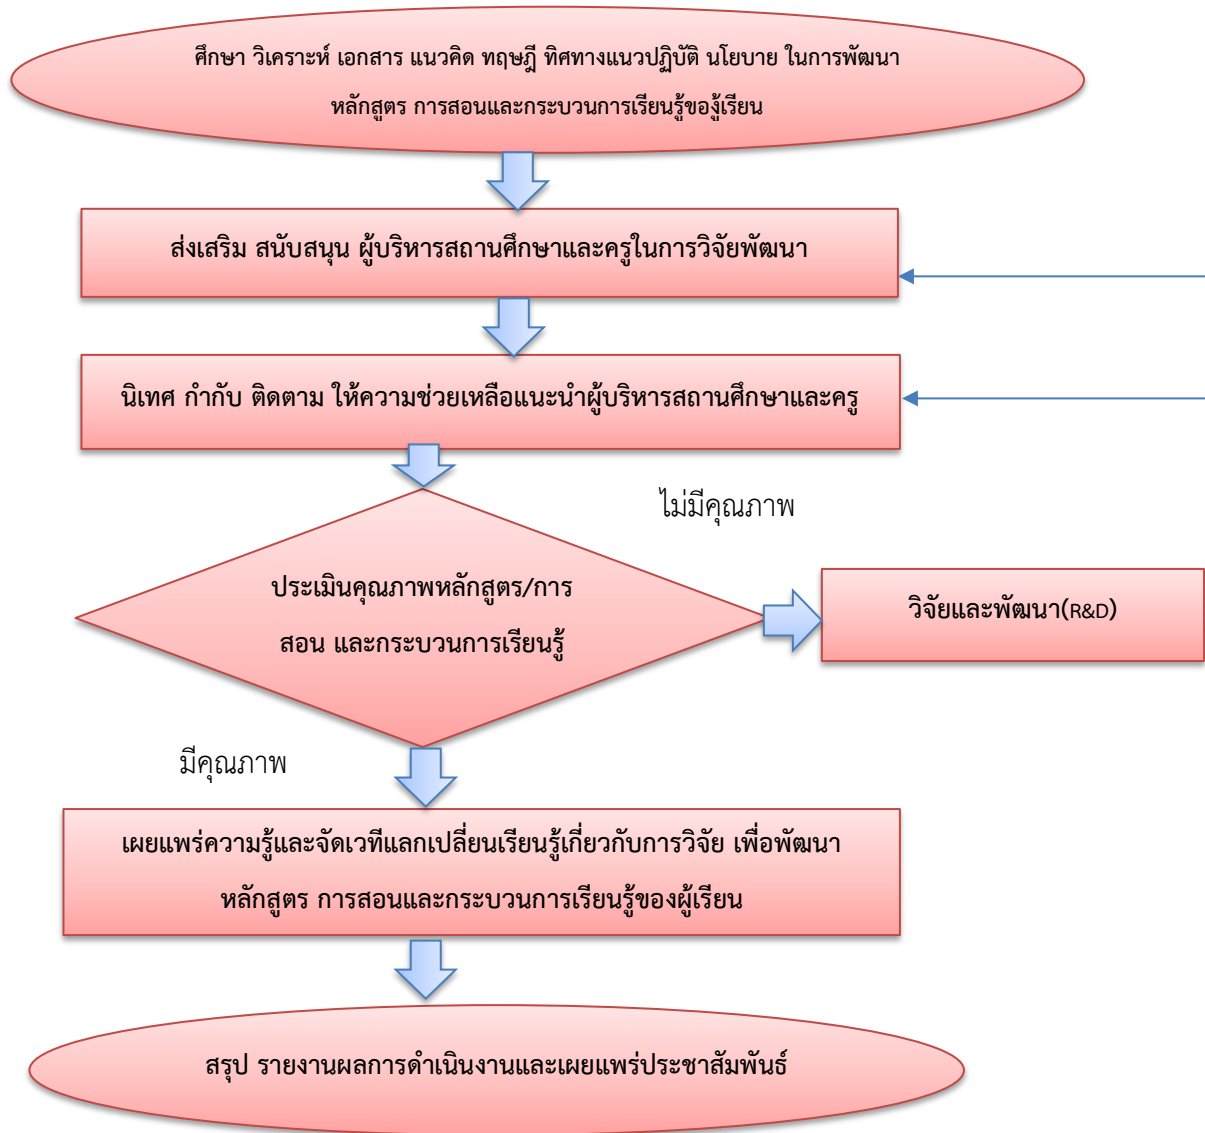 ศึกษา วิเคราะห์ เอกสาร แนวคิด ทฤษฎี ทิศทางแนวปฏิบัติ นโยบาย ในการพัฒนา
หลักสูตร การสอนและกระบวนการเรียนรู้ของู้เรียน
ส่งเสริม สนับสนุน ผู้บริหารสถานศึกษาและครูในการวิจัยพัฒนา
นิเทศ กำกับ ติดตาม ให้ความช่วยเหลือแนะนำผู้บริหารสถานศึกษาและครู
ไม่มีคุณภาพ
ประเมินคุณภาพหลักสูตร/การ
สอน และกระบวนการเรียนรู้
วิจัยและพัฒนา(R&D)
มีคุณภาพ
เผยแพร่ความรู้และจัดเวทีแลกเปลี่ยนเรียนรู้เกี่ยวกับการวิจัย เพื่อพัฒนา
หลักสูตร การสอนและกระบวนการเรียนรู้ของผู้เรียน
สรุป รายงานผลการดำเนินงานและเผยแพร่ประชาสัมพันธ์